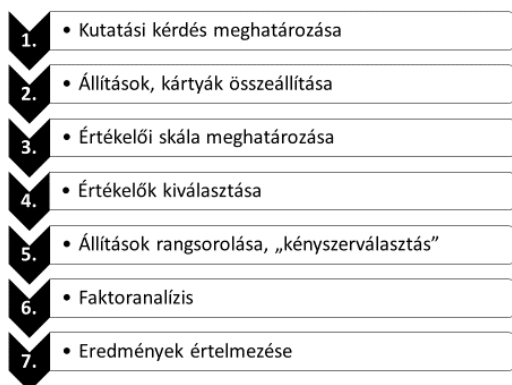 1. • Kutatási kérdés meghatározása
2. • Állítások, kártyák összeállítása
3. • Értékelői skála meghatározása
4. • Értékelők kiválasztása
5. • Állítások rangsorolása, „kényszerválasztás”
6. • Faktoranalízis
7. • Eredmények értelmezése